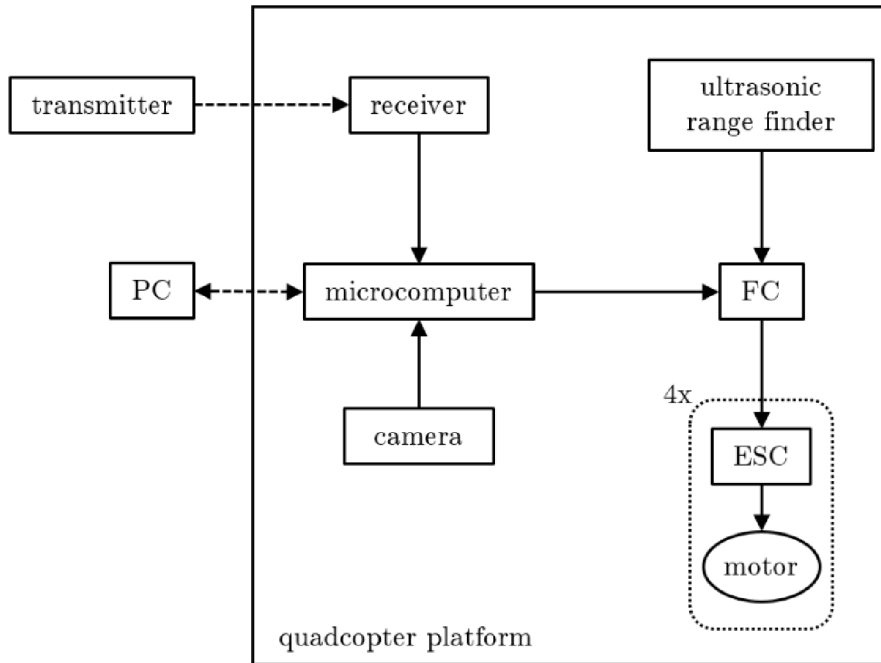 transmitter
receiver
ultrasonic
range finder
PC
microcomputer
FC
4x
camera
ESC
motor
quadcopter platform